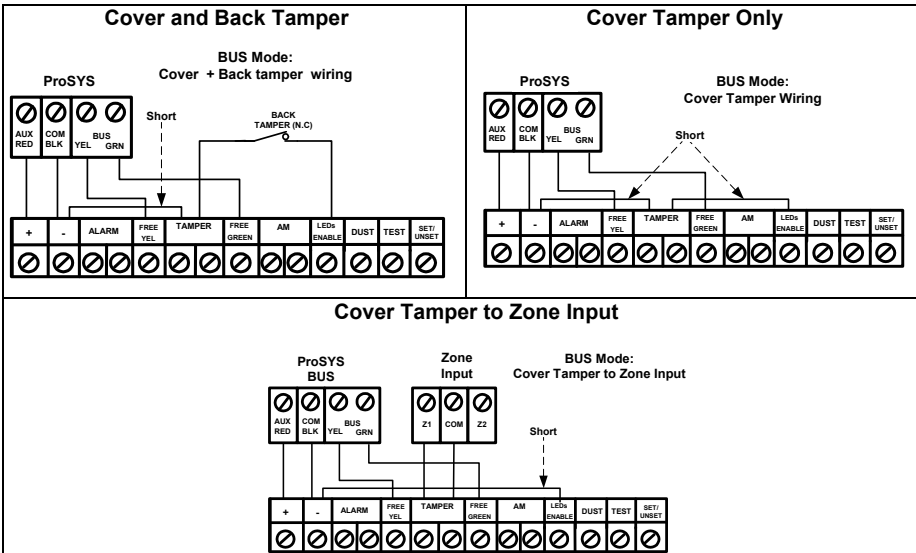 Cover and Back Tamper
BUS Mode:
Cover + Back tamper wiring
ProSYS
AUX RED
COM BLK
BUS
YEL GRN
Short
BACK
TAMPER (N.C)
+ - ALARM FREE YEL TAMPER FREE GREEN AM LEDs ENABLE DUST TEST SET/ UNSET
Cover Tamper Only
BUS Mode:
Cover Tamper Wiring
ProSYS
AUX RED
COM BLK
BUS
YEL GRN
Short
+ - ALARM FREE YEL TAMPER FREE GREEN AM LEDs ENABLE DUST TEST SET/ UNSET
Cover Tamper to Zone Input
ProSYS
BUS
Zone
Input
BUS Mode:
Cover Tamper to Zone Input
AUX RED
COM BLK
BUS
YEL GRN
Z1 COM Z2
Short
+ - ALARM FREE YEL TAMPER FREE GREEN AM LEDs ENABLE DUST TEST SET/ UNSET